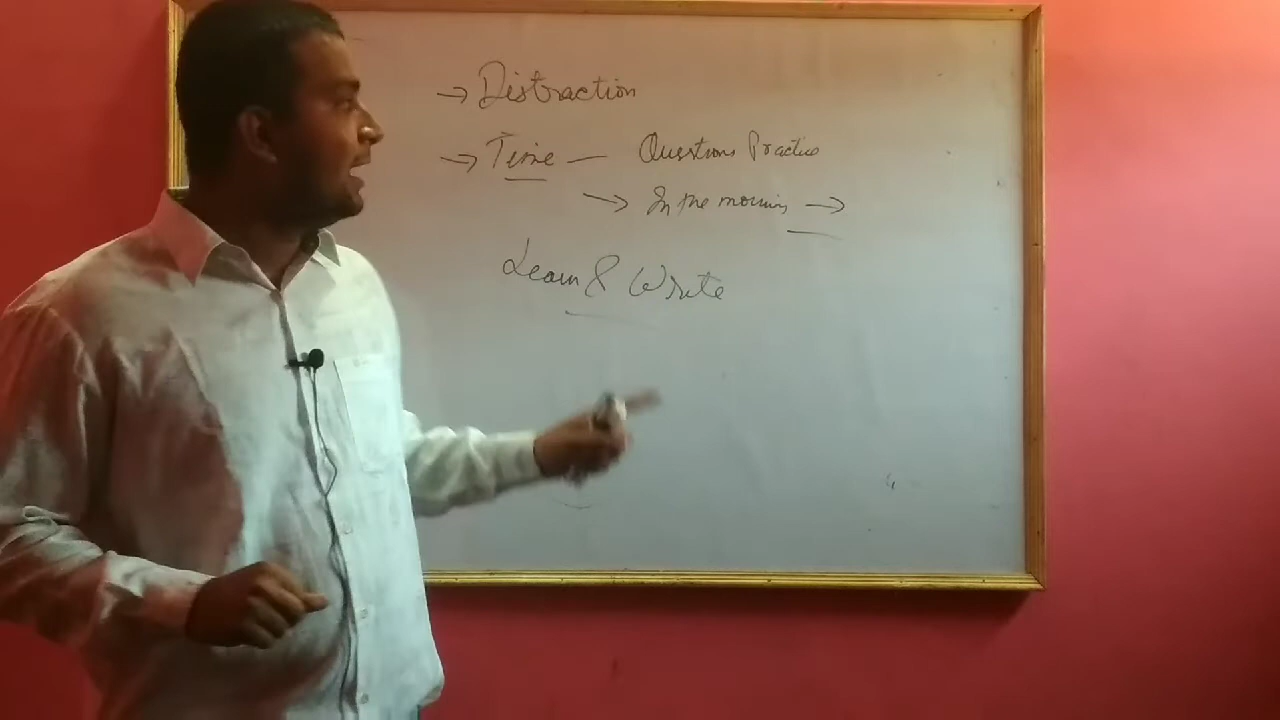 → Distraction
→ Time — Questions Practice
→ In the morning →
Learn & Write